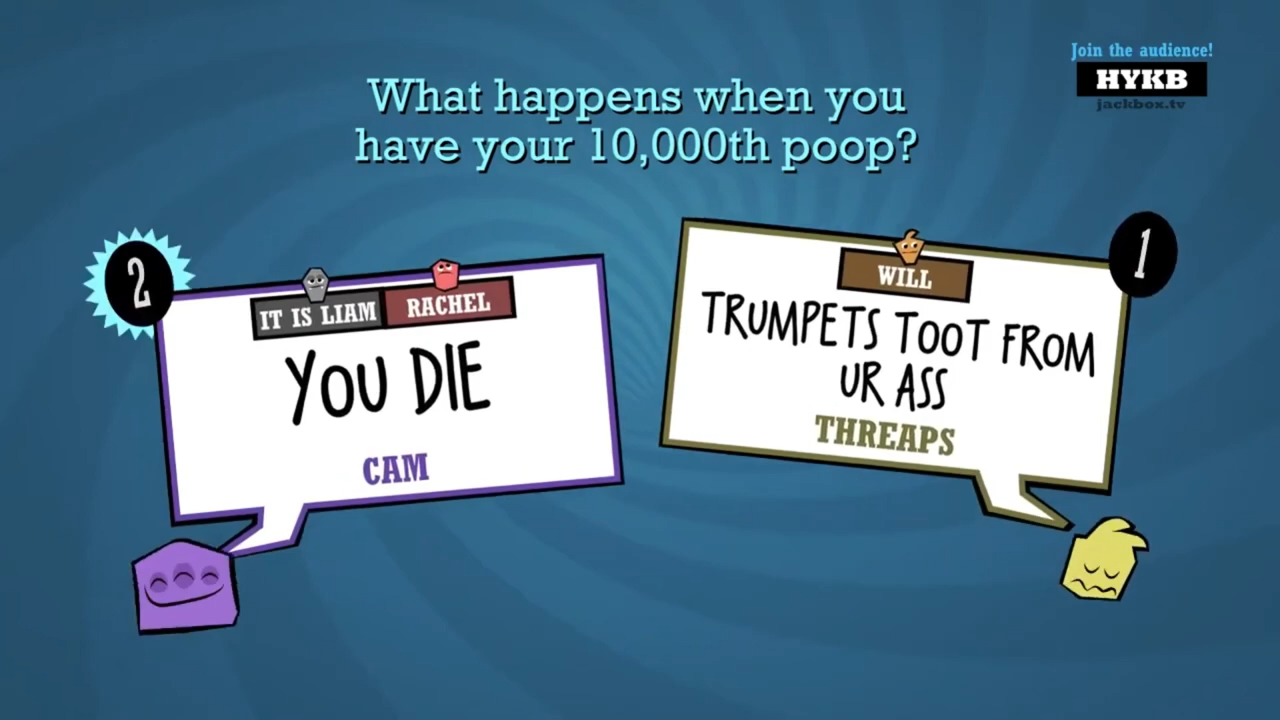 Join the audience!
HYKB
jackbox.tv
What happens when you
have your 10,000th poop?
2
IT IS LIAM RACHEL
YOU DIE
CAM
1
WILL
TRUMPETS TOOT FROM
UR ASS
THREAPS